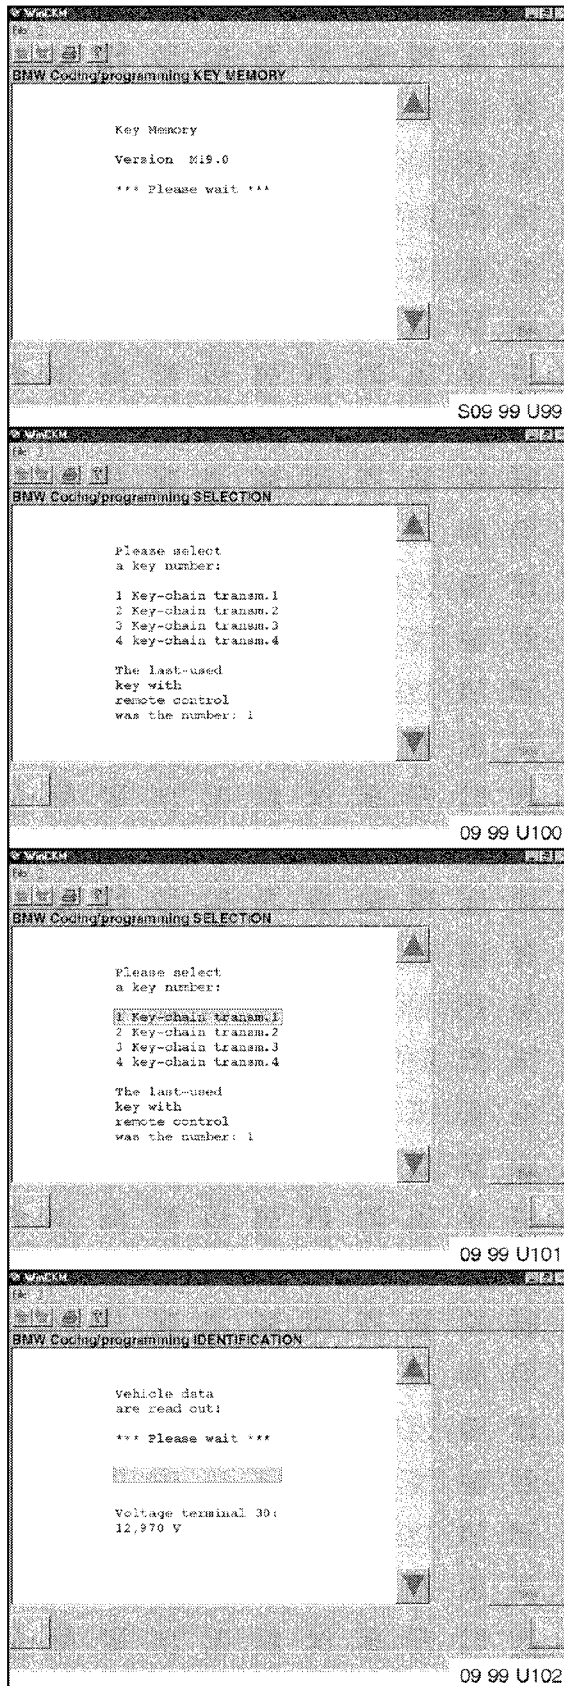 WinCKM
File ?
BMW Coding/programming KEY MEMORY
Key Memory
Version M19.0
*** Please wait ***
S09 99 U99
WinCKM
File ?
BMW Coding/programming SELECTION
Please select
a key number:
1 Key-chain transm.1
2 Key-chain transm.2
3 Key-chain transm.3
4 key-chain transm.4
The last-used
key with
remote control
was the number: 1
09 99 U100
WinCKM
File ?
BMW Coding/programming SELECTION
Please select
a key number:
1 Key-chain transm.1
2 Key-chain transm.2
3 Key-chain transm.3
4 key-chain transm.4
The last-used
key with
remote control
was the number: 1
09 99 U101
WinCKM
File ?
BMW Coding/programming IDENTIFICATION
Vehicle data
are read out:
*** Please wait ***
Voltage terminal 30:
12,970 V
09 99 U102